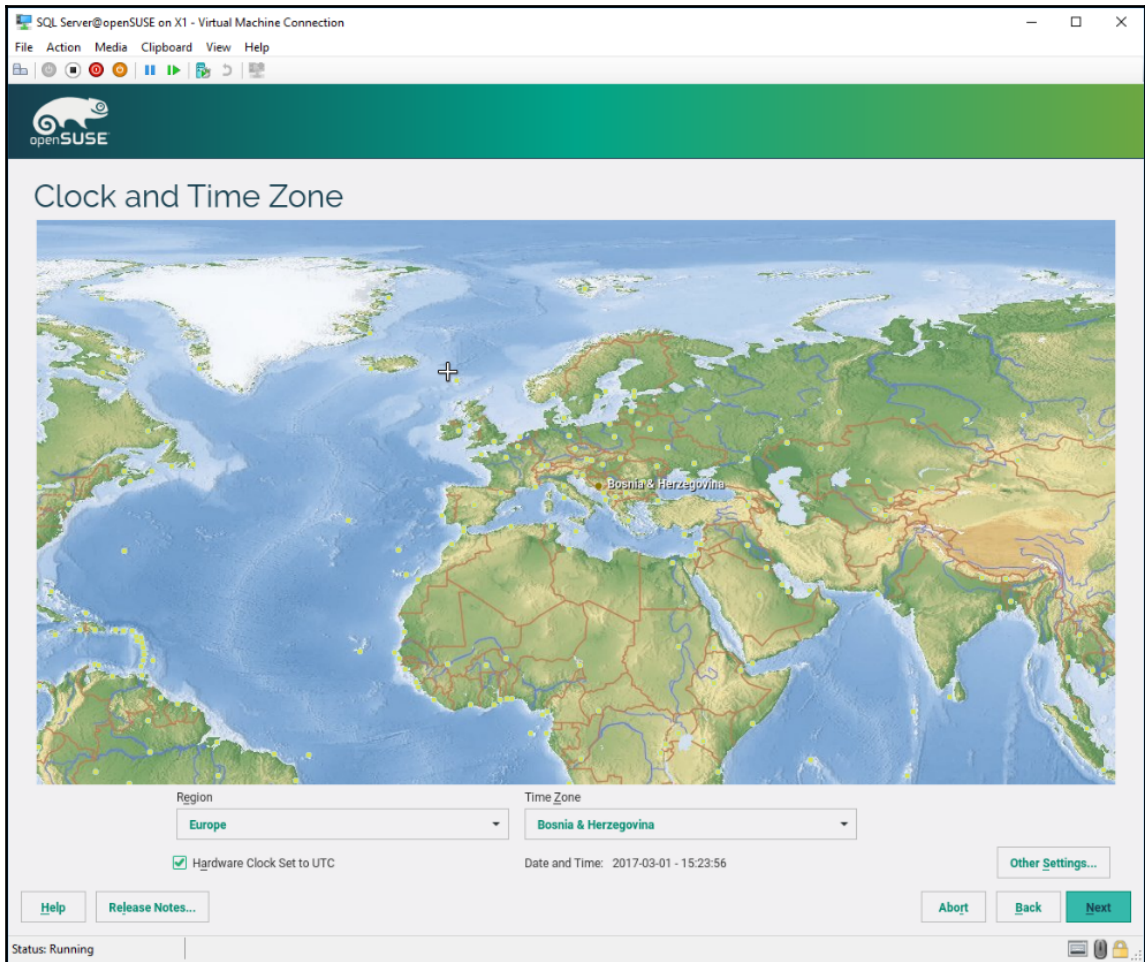 SQL Server@openSUSE on X1 - Virtual Machine Connection
File Action Media Clipboard View Help
openSUSE
Clock and Time Zone
Bosnia & Herzegovina
Region Time Zone
Europe Bosnia & Herzegovina
Hardware Clock Set to UTC Date and Time: 2017-03-01 - 15:23:56 Other Settings...
Help Release Notes... Abort Back Next
Status: Running